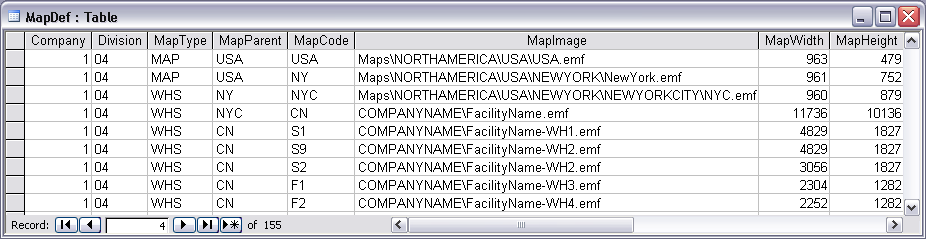 MapDef : Table
Company Division MapType MapParent MapCode MapImage MapWidth MapHeight
1 04 MAP USA USA Maps\NORTHAMERICA\USA\USA.emf 963 479
1 04 MAP USA NY Maps\NORTHAMERICA\USA\NEWYORK\NewYork.emf 961 752
1 04 WHS NY NYC Maps\NORTHAMERICA\USA\NEWYORK\NEWYORKCITY\NYC.emf 960 879
1 04 WHS NYC CN COMPANYNAME\FacilityName.emf 11736 10136
1 04 WHS CN S1 COMPANYNAME\FacilityName-WH1.emf 4829 1827
1 04 WHS CN S9 COMPANYNAME\FacilityName-WH2.emf 4829 1827
1 04 WHS CN S2 COMPANYNAME\FacilityName-WH2.emf 3056 1827
1 04 WHS CN F1 COMPANYNAME\FacilityName-WH3.emf 2304 1282
1 04 WHS CN F2 COMPANYNAME\FacilityName-WH4.emf 2252 1282
Record: 4 of 155